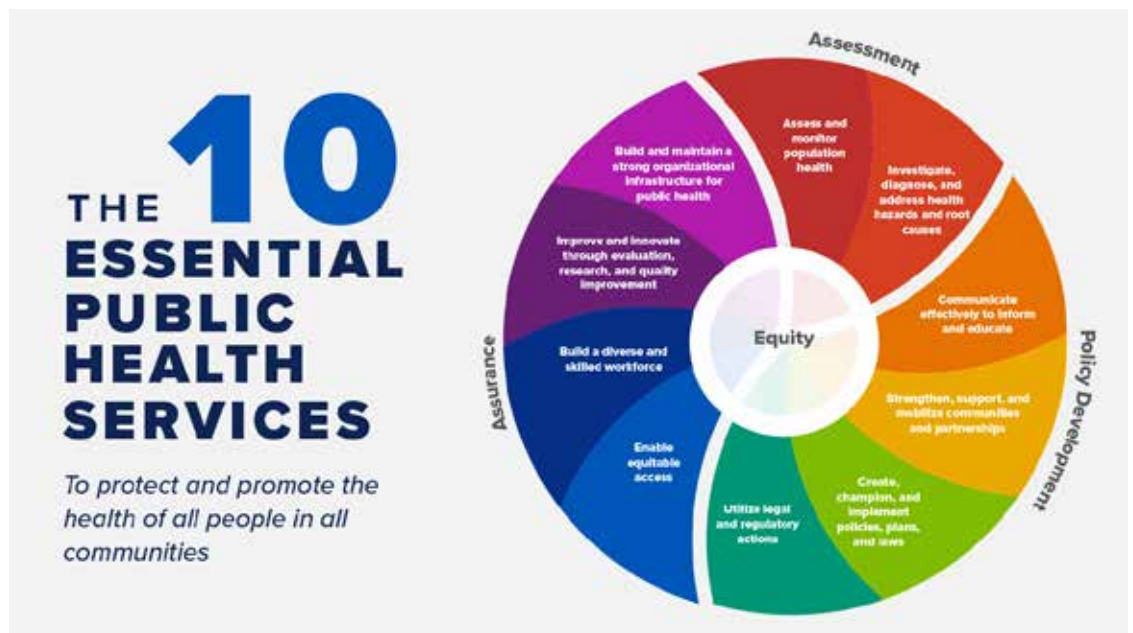 THE 10
ESSENTIAL
PUBLIC
HEALTH
SERVICES
To protect and promote the
health of all people in all
communities
Assessment
Assess and
monitor
population
health
Investigate,
diagnose, and
address health
hazards and root
causes
Policy Development
Communicate
effectively to inform
and educate
Strengthen, support, and
mobilize communities
and partnerships
Create,
champion, and
implement
policies, plans,
and laws
Utilize legal
and regulatory
actions
Assurance
Enable
equitable
access
Build a diverse and
skilled workforce
Improve and innovate
through evaluation,
research, and quality
improvement
Build and maintain a
strong organizational
infrastructure for
public health
Equity